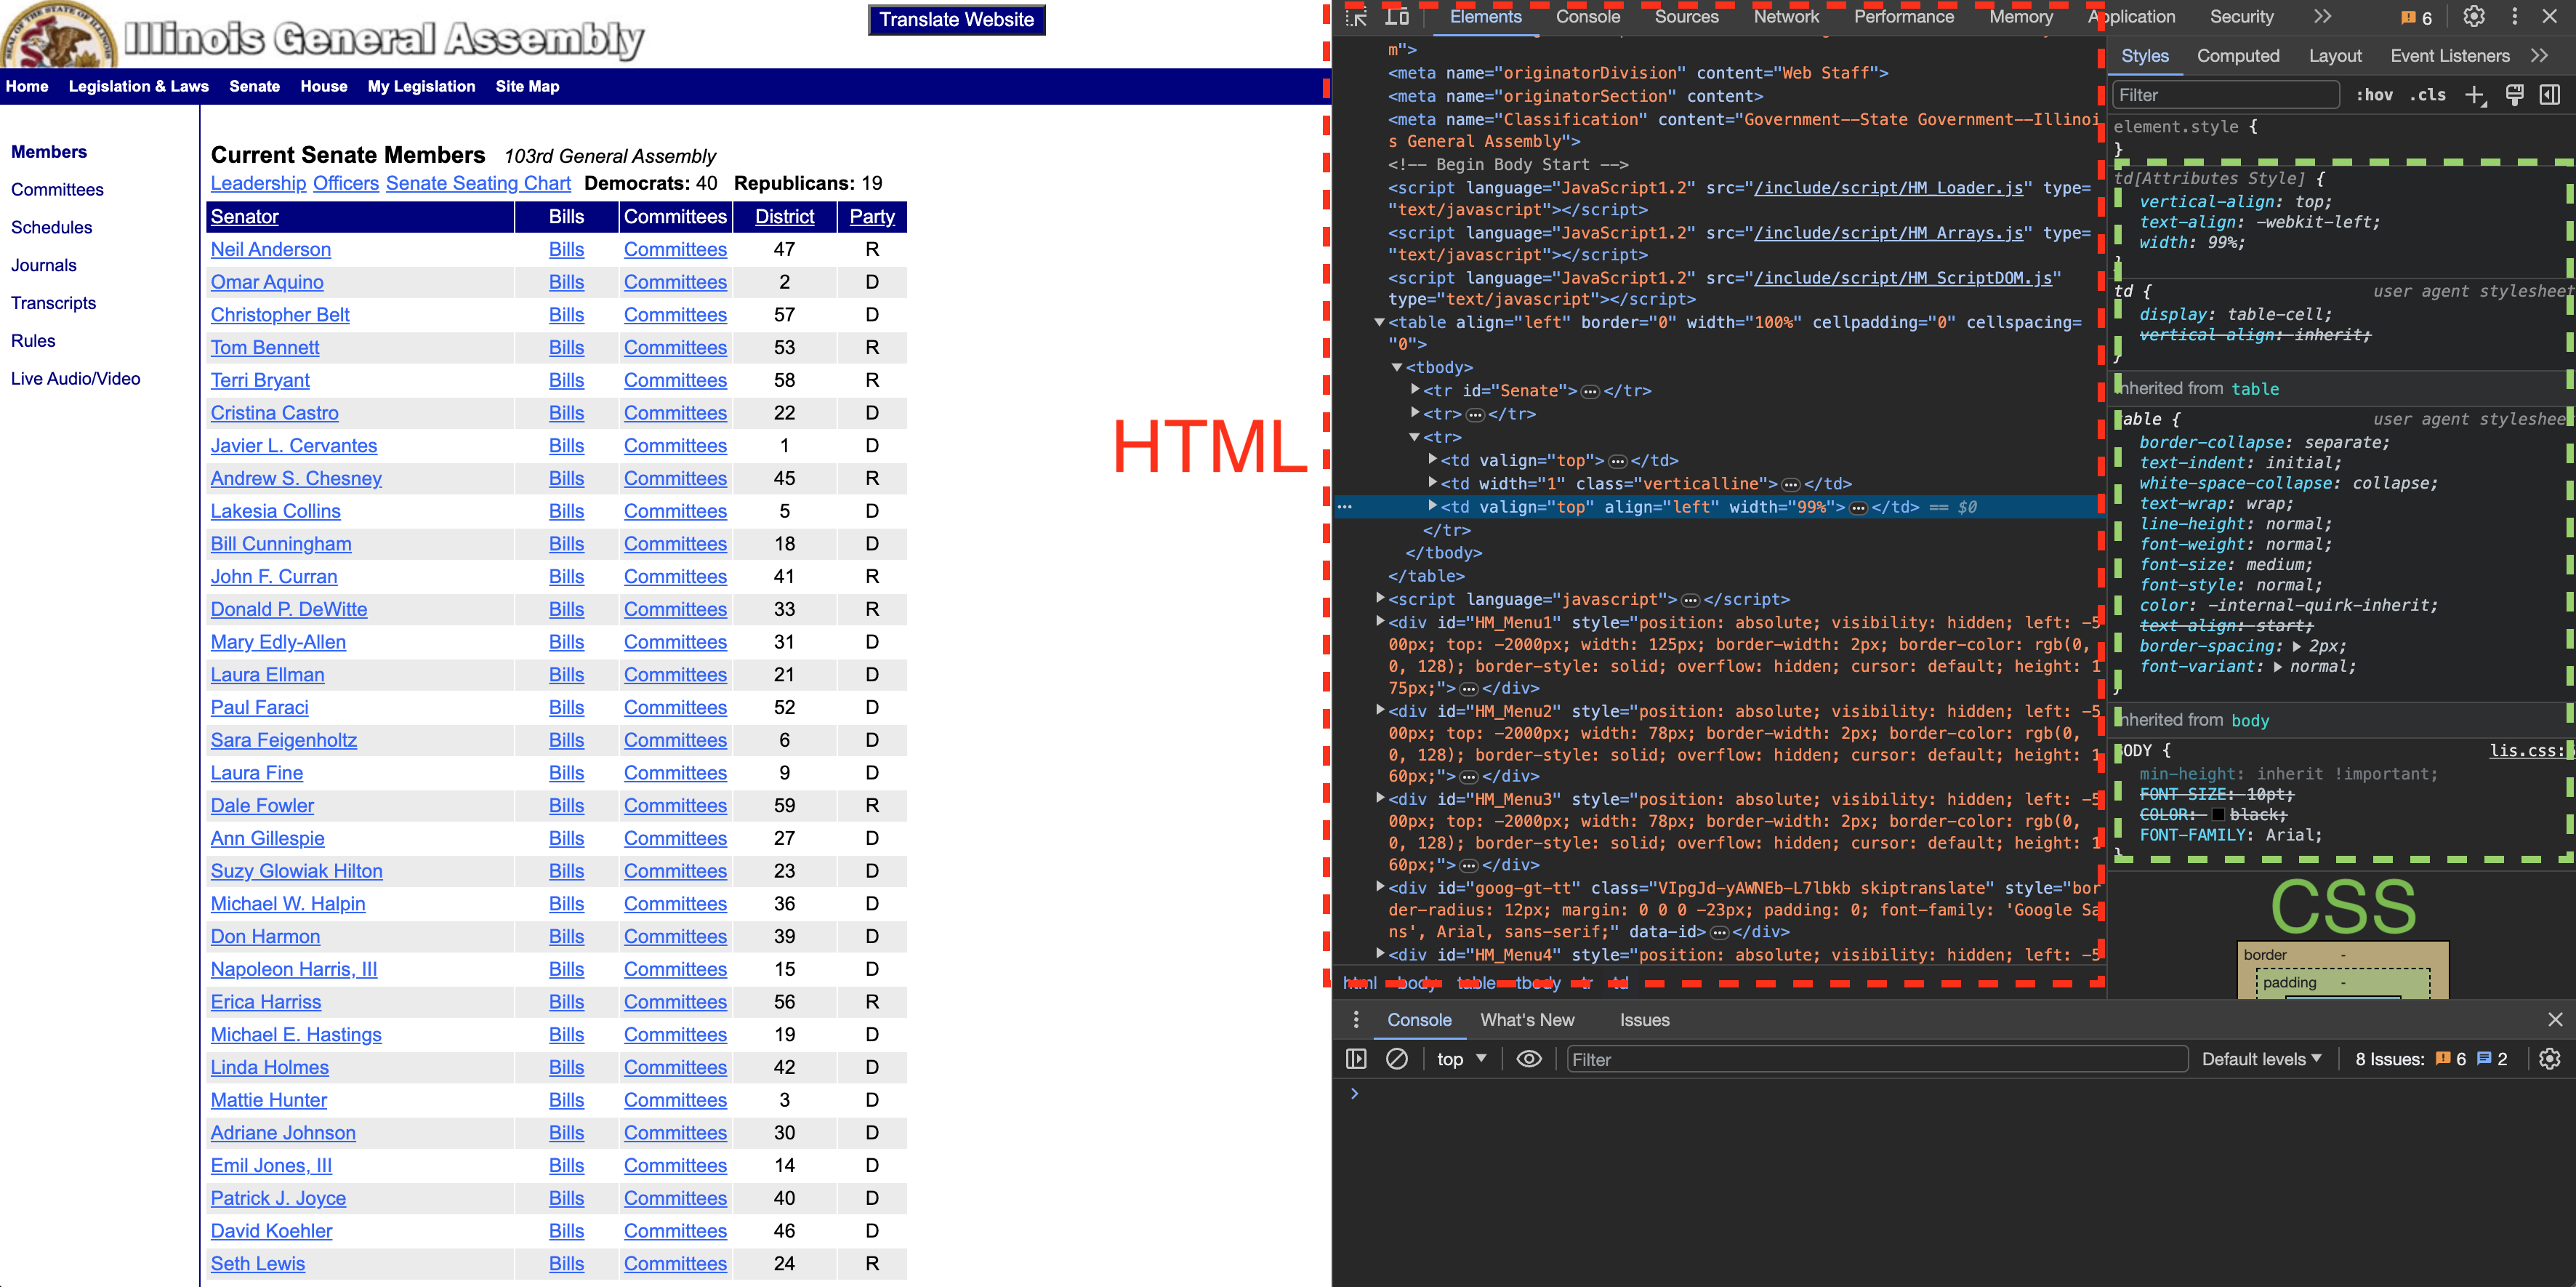 Illinois General Assembly
Translate Website
Home Legislation & Laws Senate House My Legislation Site Map
Members
Committees
Schedules
Journals
Transcripts
Rules
Live Audio/Video
Current Senate Members 103rd General Assembly
Leadership Officers Senate Seating Chart Democrats: 40 Republicans: 19
Senator Bills Committees District Party
Neil Anderson Bills Committees 47 R
Omar Aquino Bills Committees 2 D
Christopher Belt Bills Committees 57 D
Tom Bennett Bills Committees 53 R
Terri Bryant Bills Committees 58 R
Cristina Castro Bills Committees 22 D
Javier L. Cervantes Bills Committees 1 D
Andrew S. Chesney Bills Committees 45 R
Lakesia Collins Bills Committees 5 D
Bill Cunningham Bills Committees 18 D
John F. Curran Bills Committees 41 R
Donald P. DeWitte Bills Committees 33 R
Mary Edly-Allen Bills Committees 31 D
Laura Ellman Bills Committees 21 D
Paul Faraci Bills Committees 52 D
Sara Feigenholtz Bills Committees 6 D
Laura Fine Bills Committees 9 D
Dale Fowler Bills Committees 59 R
Ann Gillespie Bills Committees 27 D
Suzy Glowiak Hilton Bills Committees 23 D
Michael W. Halpin Bills Committees 36 D
Don Harmon Bills Committees 39 D
Napoleon Harris, III Bills Committees 15 D
Erica Harriss Bills Committees 56 R
Michael E. Hastings Bills Committees 19 D
Linda Holmes Bills Committees 42 D
Mattie Hunter Bills Committees 3 D
Adriane Johnson Bills Committees 30 D
Emil Jones, III Bills Committees 14 D
Patrick J. Joyce Bills Committees 40 D
David Koehler Bills Committees 46 D
Seth Lewis Bills Committees 24 R
HTML
Elements Console Sources Network Performance Memory Application Security >> 6
m">
<meta name="originatorDivision" content="Web Staff">
<meta name="originatorSection" content>
<meta name="Classification" content="Government--State Government--Illinoi
s General Assembly">
<!-- Begin Body Start -->
<script language="JavaScript1.2" src="/include/script/HM_Loader.js" type=
"text/javascript"></script>
<script language="JavaScript1.2" src="/include/script/HM_Arrays.js" type=
"text/javascript"></script>
<script language="JavaScript1.2" src="/include/script/HM_ScriptDOM.js"
type="text/javascript"></script>
<table align="left" border="0" width="100%" cellpadding="0" cellspacing=
"0">
<tbody>
<tr id="Senate">…</tr>
<tr>…</tr>
<tr>
<td valign="top">…</td>
<td width="1" class="verticalline">…</td>
… <td valign="top" align="left" width="99%">…</td> == $0
</tr>
</tbody>
</table>
<script language="javascript">…</script>
<div id="HM_Menu1" style="position: absolute; visibility: hidden; left: -5
00px; top: -2000px; width: 125px; border-width: 2px; border-color: rgb(0,
0, 128); border-style: solid; overflow: hidden; cursor: default; height: 1
75px;">…</div>
<div id="HM_Menu2" style="position: absolute; visibility: hidden; left: -5
00px; top: -2000px; width: 78px; border-width: 2px; border-color: rgb(0,
0, 128); border-style: solid; overflow: hidden; cursor: default; height: 1
60px;">…</div>
<div id="HM_Menu3" style="position: absolute; visibility: hidden; left: -5
00px; top: -2000px; width: 78px; border-width: 2px; border-color: rgb(0,
0, 128); border-style: solid; overflow: hidden; cursor: default; height: 1
60px;">…</div>
<div id="goog-gt-tt" class="VIpgJd-yAWNEb-L7lbkb skiptranslate" style="bor
der-radius: 12px; margin: 0 0 0 -23px; padding: 0; font-family: 'Google Sa
ns', Arial, sans-serif;" data-id>…</div>
<div id="HM_Menu4" style="position: absolute; visibility: hidden; left: -5
html body table tbody tr td
Styles Computed Layout Event Listeners >>
Filter :hov .cls +
element.style {
}
td[Attributes Style] {
vertical-align: top;
text-align: -webkit-left;
width: 99%;
}
td { user agent stylesheet
display: table-cell;
vertical-align: inherit;
}
Inherited from table
table { user agent stylesheet
border-collapse: separate;
text-indent: initial;
white-space-collapse: collapse;
text-wrap: wrap;
line-height: normal;
font-weight: normal;
font-size: medium;
font-style: normal;
color: -internal-quirk-inherit;
text-align: start;
border-spacing: 2px;
font-variant: normal;
}
Inherited from body
BODY { lis.css:
min-height: inherit !important;
FONT-SIZE: 10pt;
COLOR: black;
FONT-FAMILY: Arial;
}
CSS
border -
padding -
Console What's New Issues
top Filter Default levels 8 Issues: 6 2
>